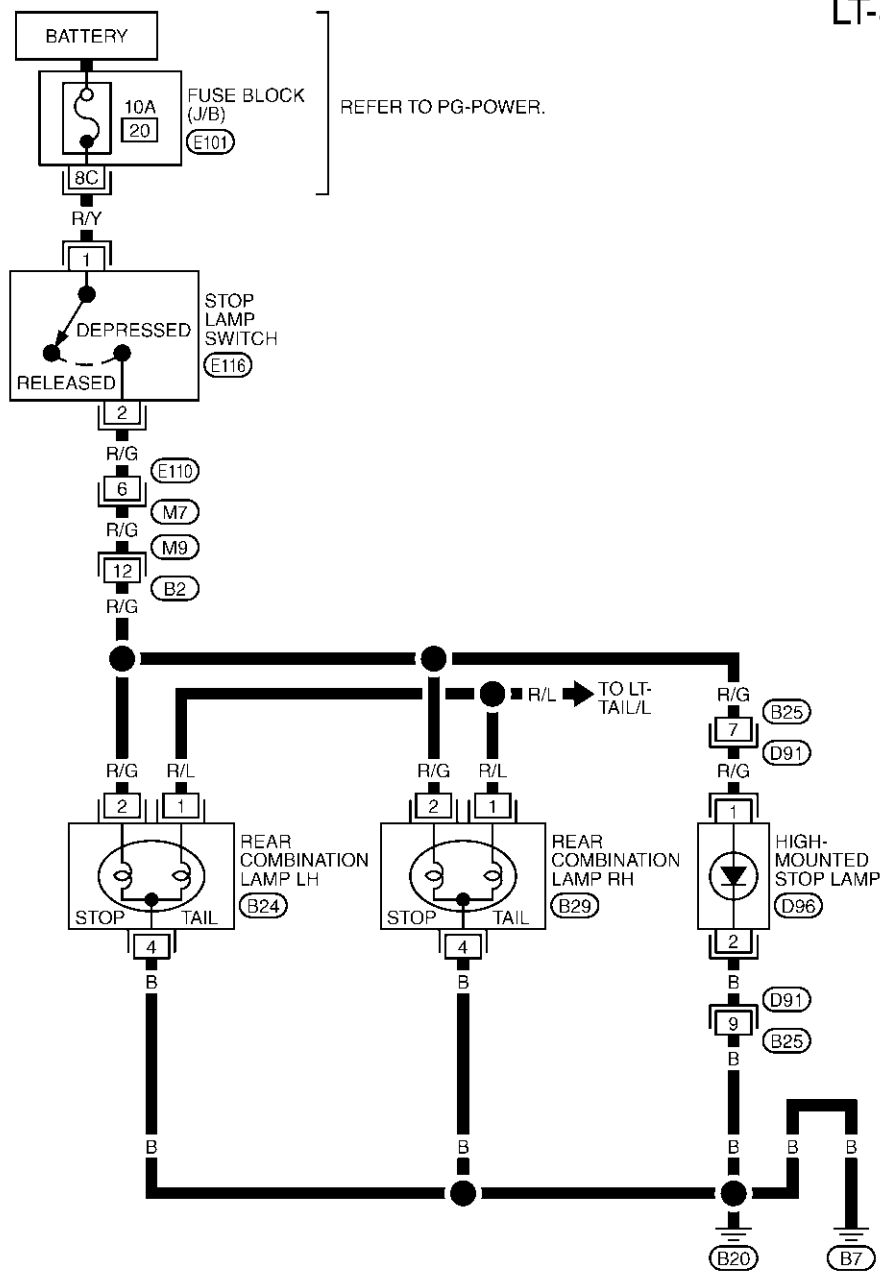 LT-
BATTERY
10A
20
FUSE BLOCK
(J/B)
E101
REFER TO PG-POWER.
8C
R/Y
1
DEPRESSED
RELEASED
STOP
LAMP
SWITCH
E116
2
R/G
E110
6
M7
R/G
M9
12
B2
R/G
R/L
TO LT-
TAIL/L
R/G
B25
7
D91
R/G
R/G
R/L
R/G
R/L
2
1
2
1
1
STOP
TAIL
REAR
COMBINATION
LAMP LH
B24
STOP
TAIL
REAR
COMBINATION
LAMP RH
B29
HIGH-
MOUNTED
STOP LAMP
D96
4
4
2
B
B
B
D91
9
B25
B
B
B
B
B
B
B20
B7